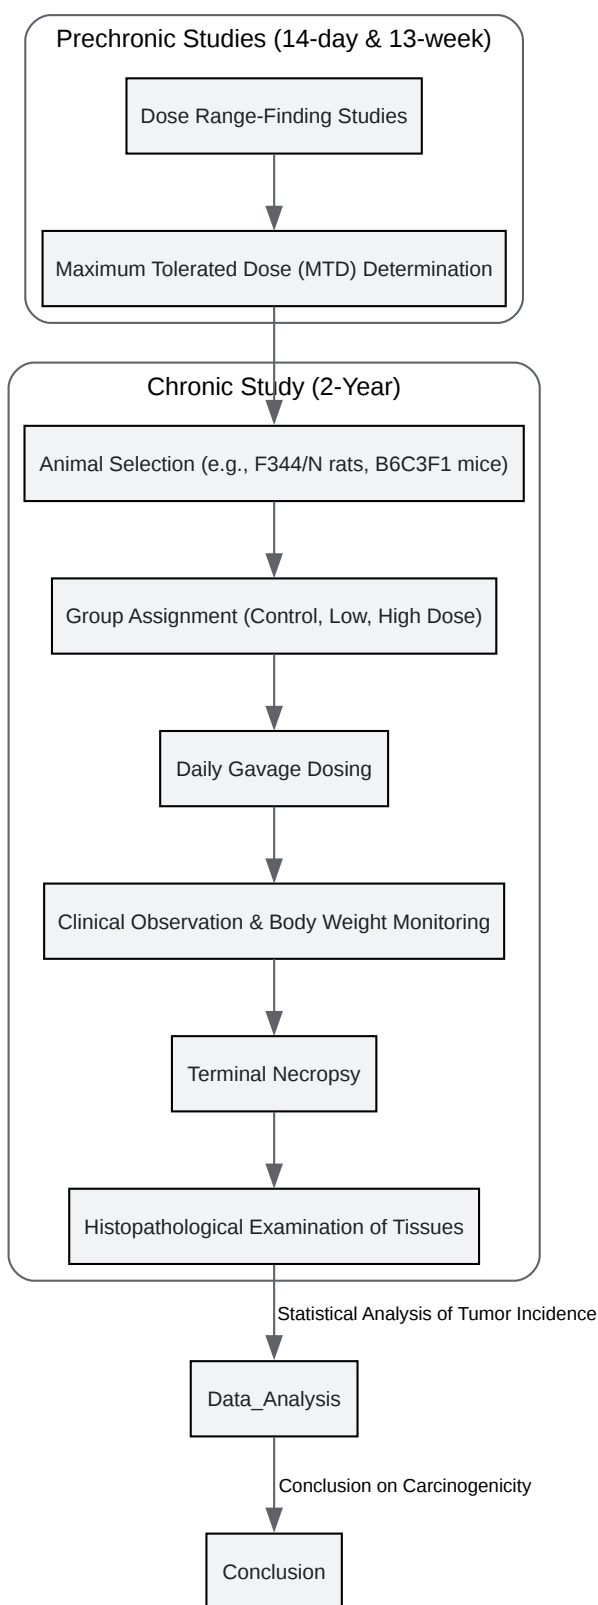 Prechronic Studies (14-day & 13-week)
Dose Range-Finding Studies
Maximum Tolerated Dose (MTD) Determination
Chronic Study (2-Year)
Animal Selection (e.g., F344/N rats, B6C3F1 mice)
Group Assignment (Control, Low, High Dose)
Daily Gavage Dosing
Clinical Observation & Body Weight Monitoring
Terminal Necropsy
Histopathological Examination of Tissues
Statistical Analysis of Tumor Incidence
Data_Analysis
Conclusion on Carcinogenicity
Conclusion